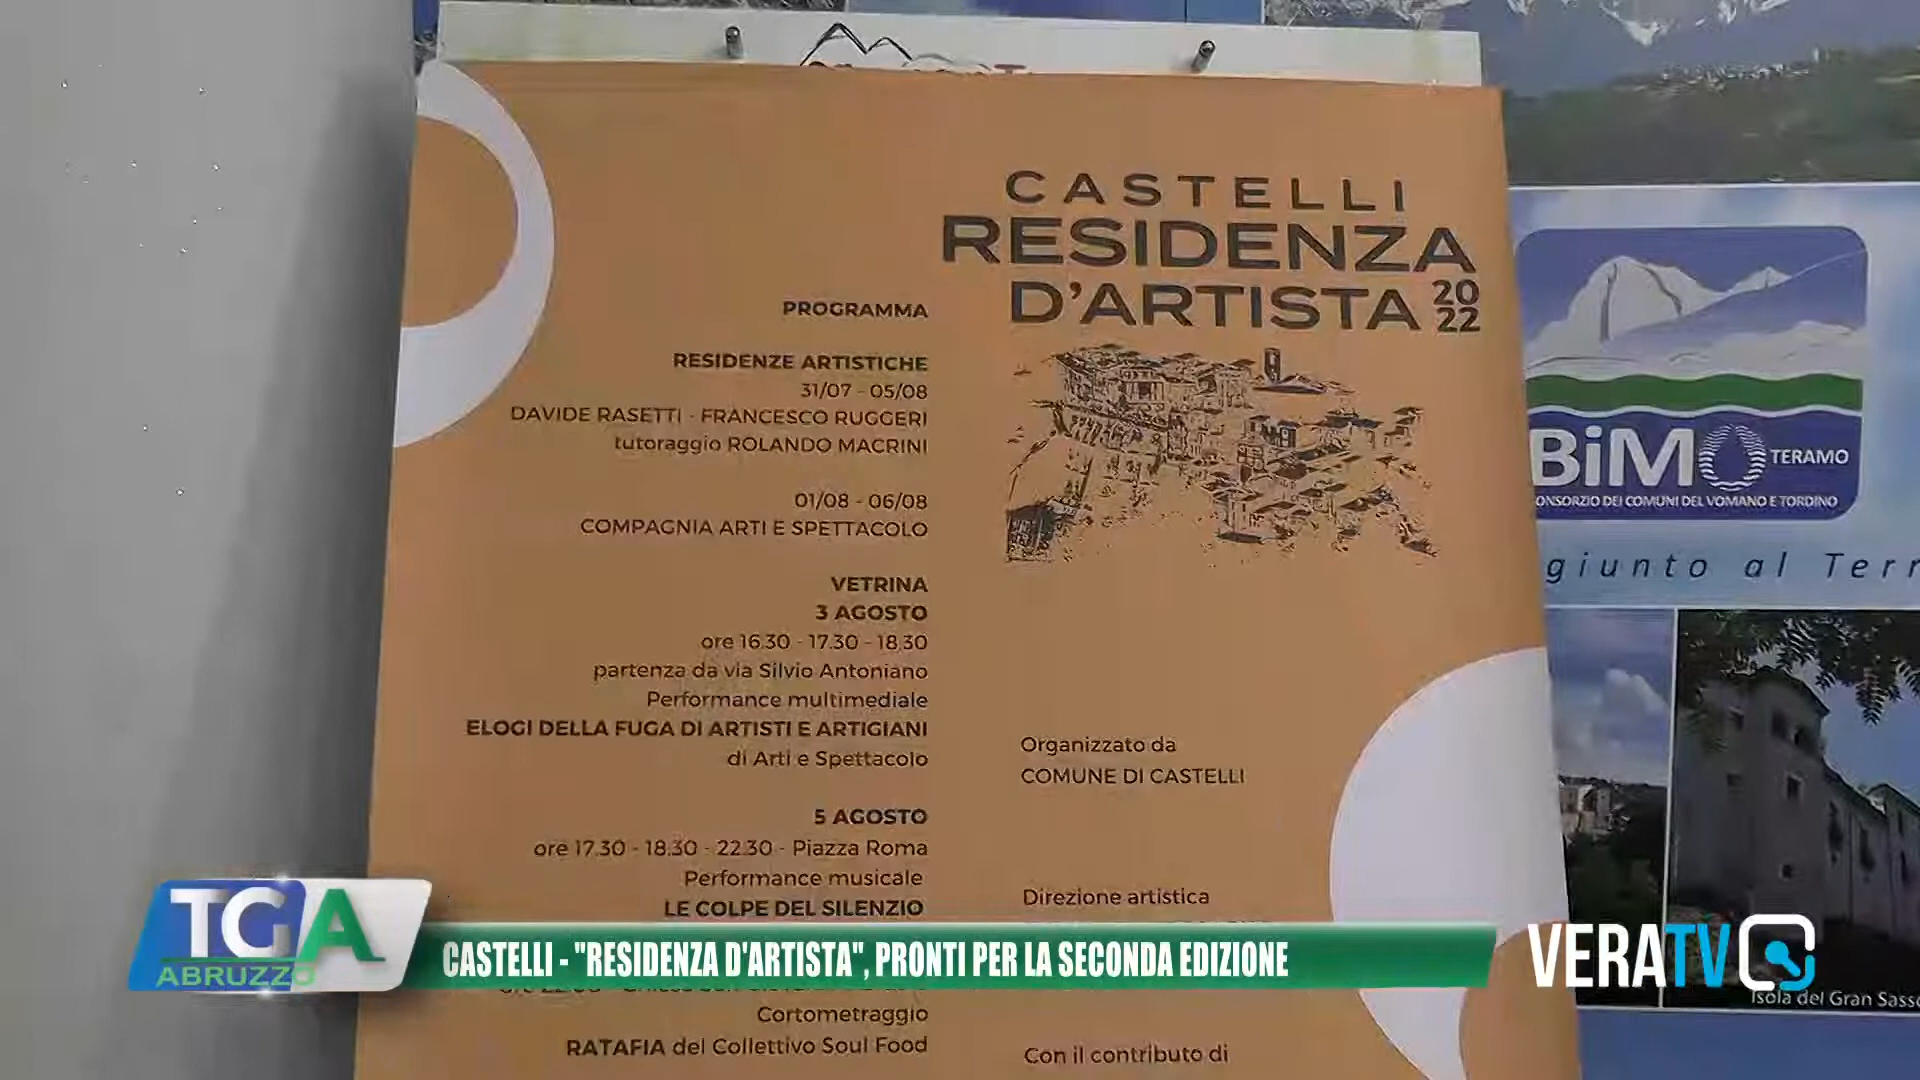 CASTELLI
RESIDENZA
D'ARTISTA 20
22
PROGRAMMA
RESIDENZE ARTISTICHE
31/07 - 05/08
DAVIDE RASETTI - FRANCESCO RUGGERI
tutoraggio ROLANDO MACRINI
01/08 - 06/08
COMPAGNIA ARTI E SPETTACOLO
VETRINA
3 AGOSTO
ore 16.30 - 17.30 - 18.30
partenza da via Silvio Antoniano
Performance multimediale
ELOGI DELLA FUGA DI ARTISTI E ARTIGIANI
di Arti e Spettacolo
5 AGOSTO
ore 17.30 - 18.30 - 22.30 - Piazza Roma
Performance musicale
LE COLPE DEL SILENZIO
Cortometraggio
RATAFIA del Collettivo Soul Food
Organizzato da
COMUNE DI CASTELLI
Direzione artistica
Con il contributo di
BiM TERAMO
ONSORZIO DEI COMUNI DEL VOMANO E TORDINO
giunto al Terr
Isola del Gran Sasso
TGA
ABRUZZO
CASTELLI - "RESIDENZA D'ARTISTA", PRONTI PER LA SECONDA EDIZIONE
VERATV